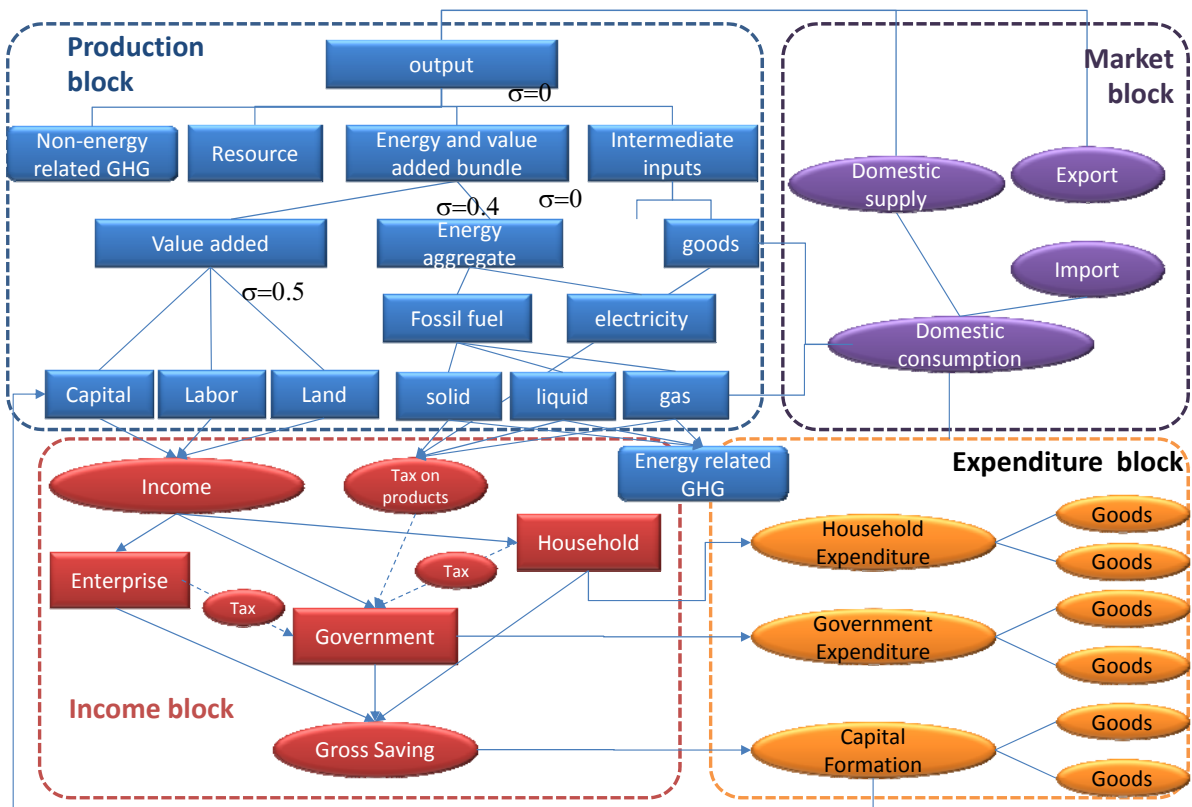 Production
block
output
σ=0
Non-energy
related GHG
Resource
Energy and value
added bundle
Intermediate
inputs
σ=0.4
σ=0
Value added
Energy
aggregate
goods
σ=0.5
Fossil fuel
electricity
Capital
Labor
Land
solid
liquid
gas
Market
block
Domestic
supply
Export
Import
Domestic
consumption
Income
Tax on
products
Energy related
GHG
Household
Enterprise
Tax
Tax
Government
Income block
Gross Saving
Expenditure block
Household
Expenditure
Goods
Goods
Government
Expenditure
Goods
Goods
Capital
Formation
Goods
Goods